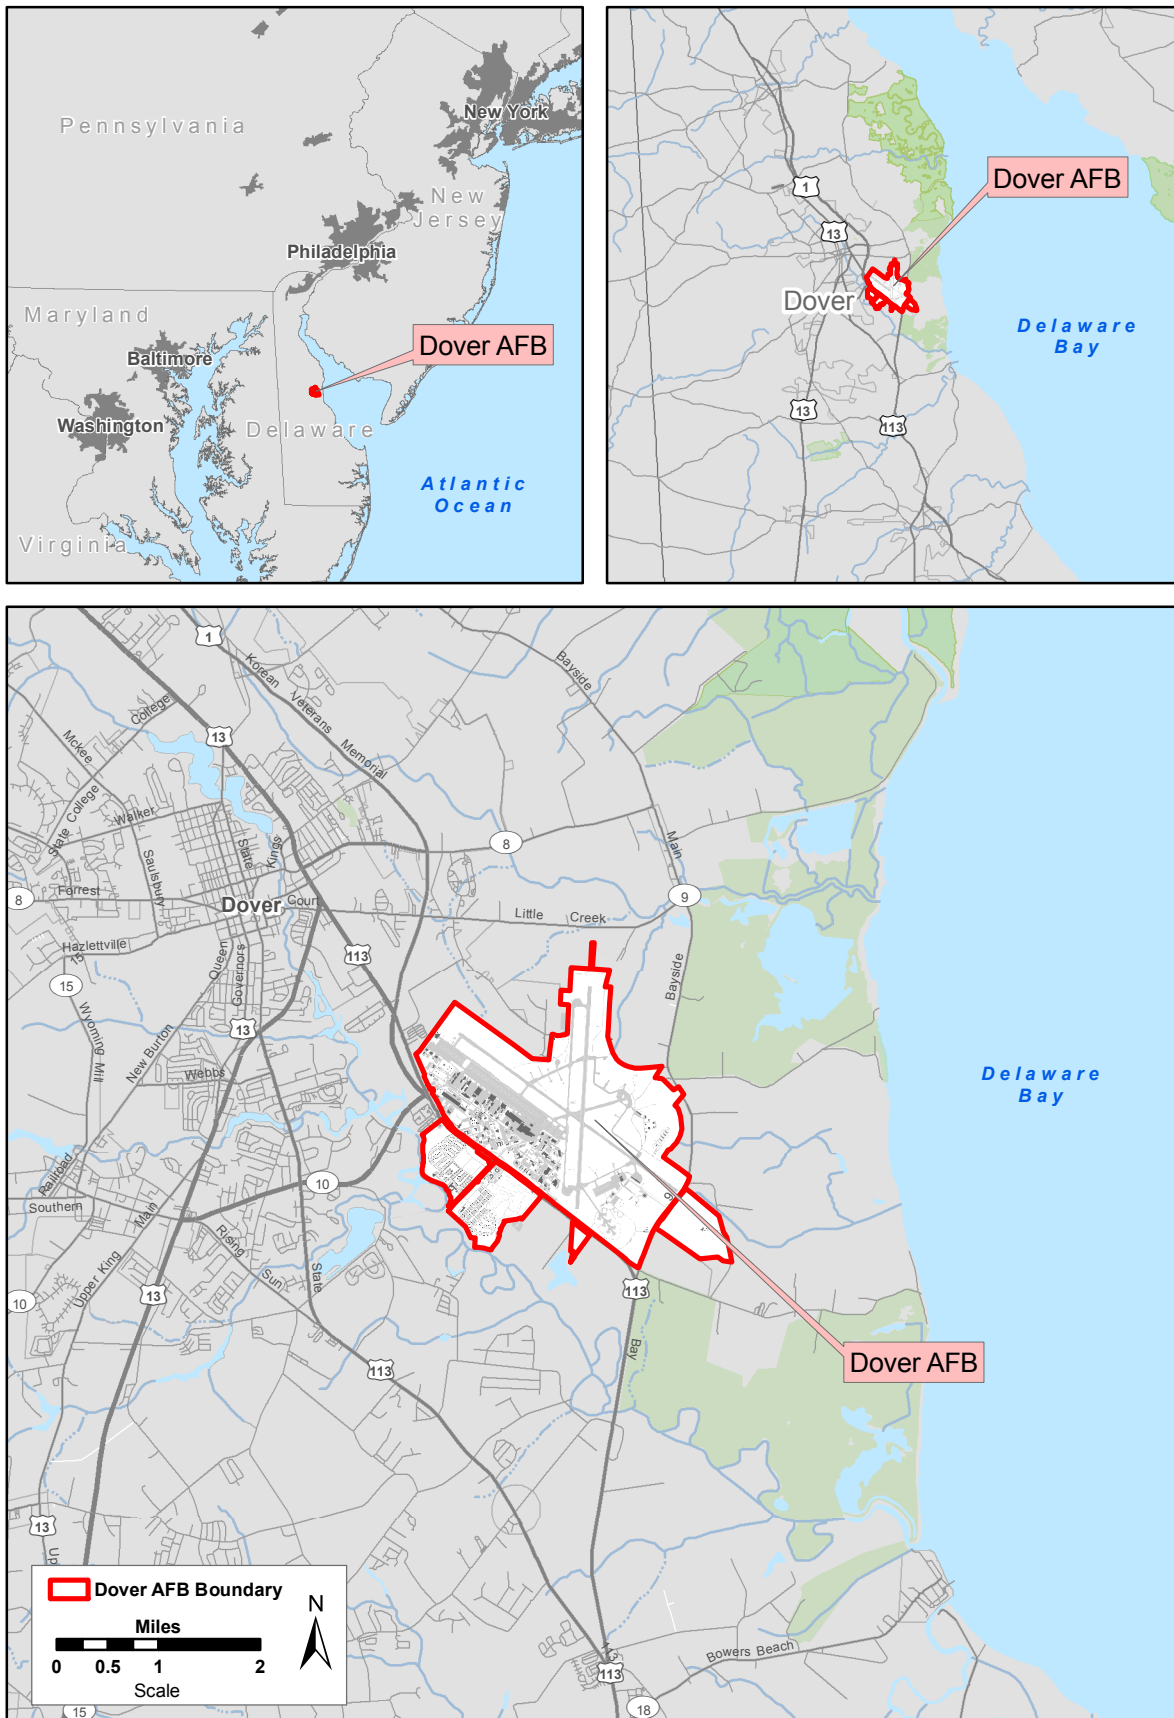 Pennsylvania
New York
New
Jersey
Philadelphia
Maryland
Baltimore
Dover AFB
Washington
Delaware
Atlantic
Ocean
Virginia
1
Dover AFB
13
Dover
Delaware
Bay
13
113
1
Korean
Veterans
Memorial
Bayside
College
13
Mckee
State College
Walker
Saulsbury
State
Kings
8
Main
Forrest
8
Dover
Court
9
Little Creek
Hazlettville
15
15
Queen
Governors
113
Bayside
Wyoming Mill
New Burton
13
Webbs
Delaware
Bay
Railroad
10
Southern
Main
Rising
Sun
State
9
Upper King
13
10
113
Bay
Dover AFB
113
13
Up
Dover AFB Boundary
Miles
0 0.5 1 2
Scale
N
15
113
113
Bowers Beach
18